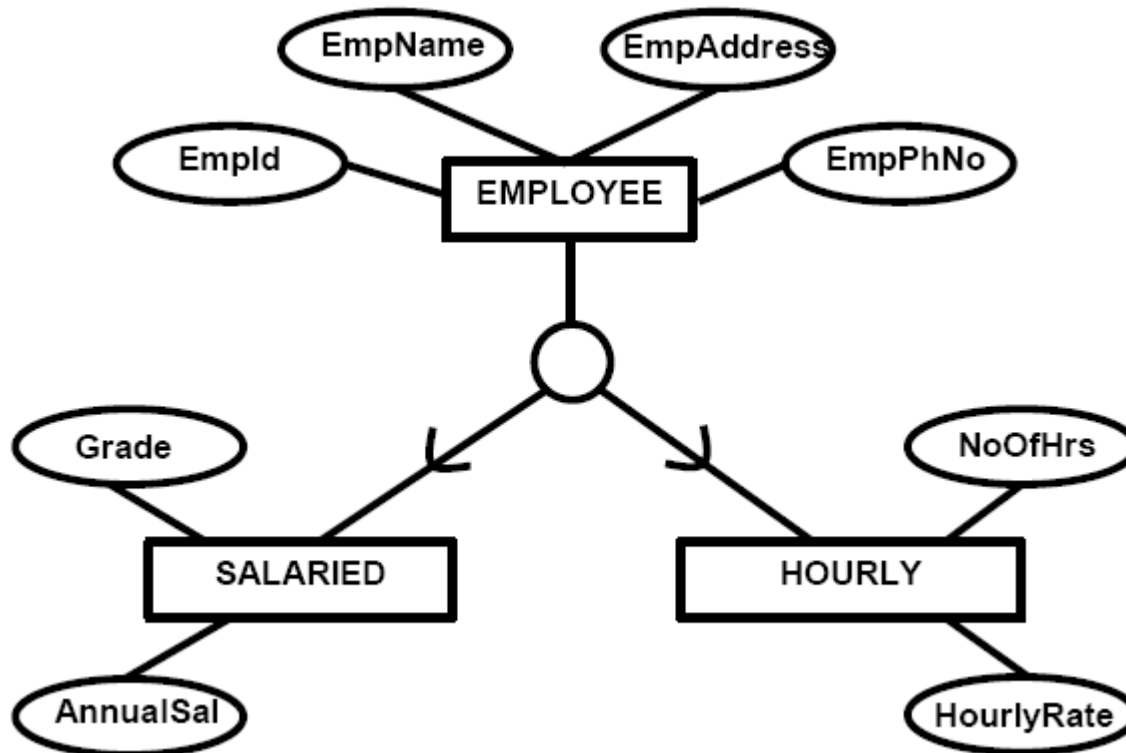 EmpName
EmpAddress
EmpId
EmpPhNo
EMPLOYEE
Grade
NoOfHrs
SALARIED
HOURLY
AnnualSal
HourlyRate